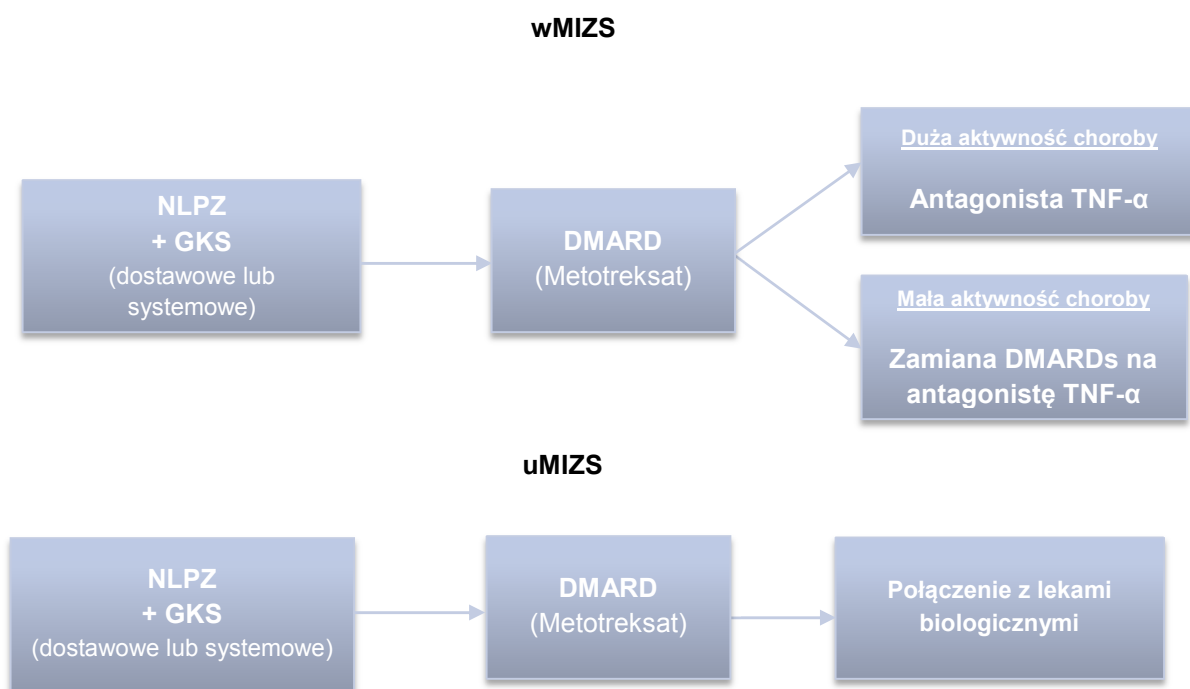 wMIZS
NLPZ
+ GKS
(dostawowe lub
systemowe)
DMARD
(Metotreksat)
Duża aktywność choroby
Antagonista TNF-α
Mała aktywność choroby
Zamiana DMARDs na
antagonistę TNF-α
uMIZS
NLPZ
+ GKS
(dostawowe lub systemowe)
DMARD
(Metotreksat)
Połączenie z lekami
biologicznymi